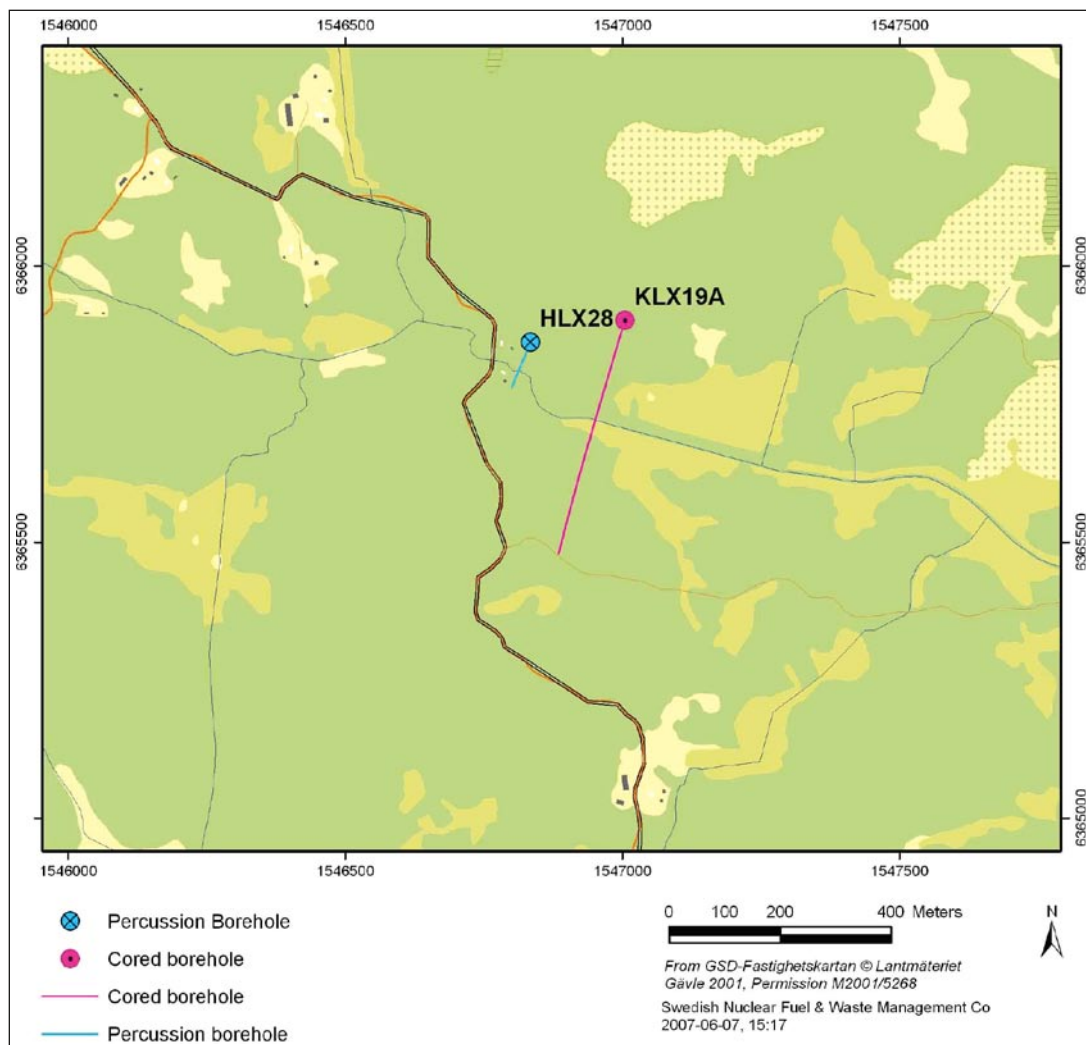 1546000 1546500 1547000 1547500
6366000 6366000
KLX19A
HLX28
6365500 6365500
6365000 6365000
1546000 1546500 1547000 1547500
0 100 200 400 Meters
N
Percussion Borehole
Cored borehole
Cored borehole
Percussion borehole
From GSD-Fastighetskartan © Lantmäteriet
Gävle 2001, Permission M2001/5268
Swedish Nuclear Fuel & Waste Management Co
2007-06-07, 15:17